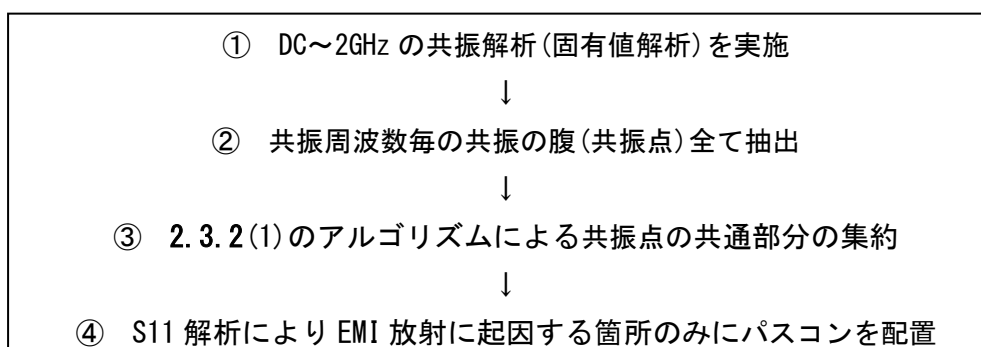 ① DC～2GHz の共振解析(固有値解析)を実施
↓
② 共振周波数毎の共振の腹(共振点)全て抽出
↓
③ 2.3.2(1)のアルゴリズムによる共振点の共通部分の集約
↓
④ S11 解析により EMI 放射に起因する箇所のみにパスコンを配置